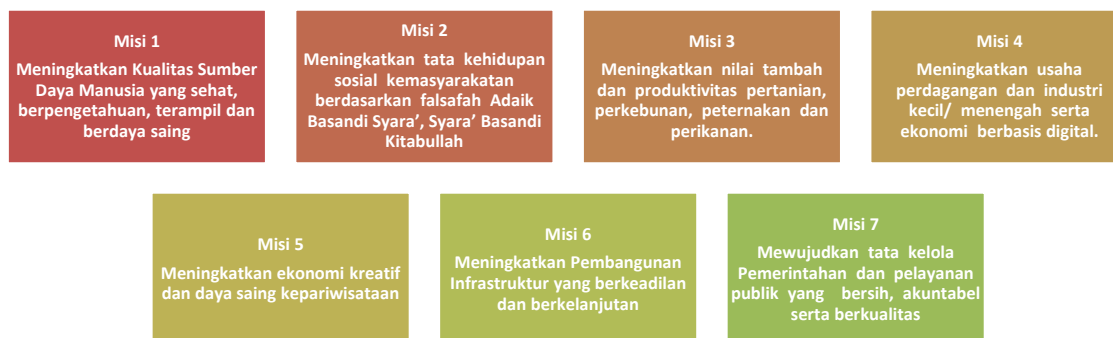 Misi 1
Meningkatkan Kualitas Sumber
Daya Manusia yang sehat,
berpengetahuan, terampil dan
berdaya saing
Misi 2
Meningkatkan tata kehidupan
sosial kemasyarakatan
berdasarkan falsafah Adaik
Basandi Syara’, Syara’ Basandi
Kitabullah
Misi 3
Meningkatkan nilai tambah
dan produktivitas pertanian,
perkebunan, peternakan dan
perikanan.
Misi 4
Meningkatkan usaha
perdagangan dan industri
kecil/ menengah serta
ekonomi berbasis digital.
Misi 5
Meningkatkan ekonomi kreatif
dan daya saing kepariwisataan
Misi 6
Meningkatkan Pembangunan
Infrastruktur yang berkeadilan
dan berkelanjutan
Misi 7
Mewujudkan tata kelola
Pemerintahan dan pelayanan
publik yang bersih, akuntabel
serta berkualitas